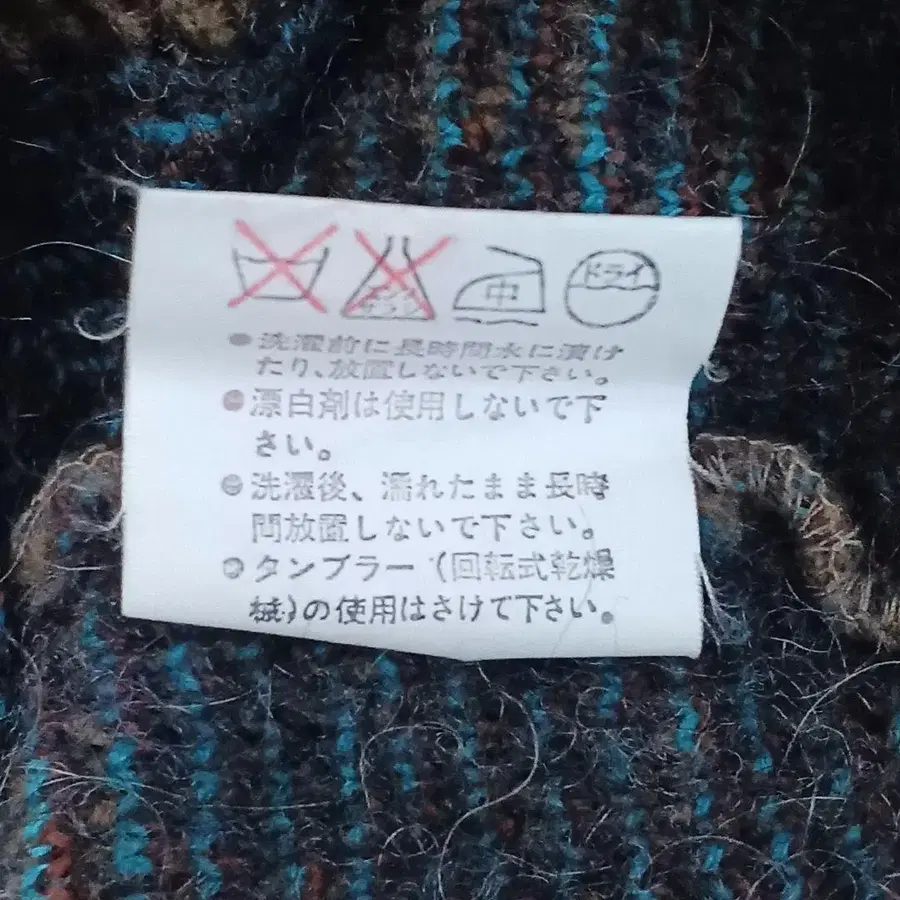 中 ドライ
● 洗濯前に長時間水に漬け
たり、放置しないで下さい。
● 漂白剤は使用しないで下
さい。
● 洗濯後、濡れたまま長時
間放置しないで下さい。
● タンブラー(回転式乾燥
機)の使用はさけて下さい。